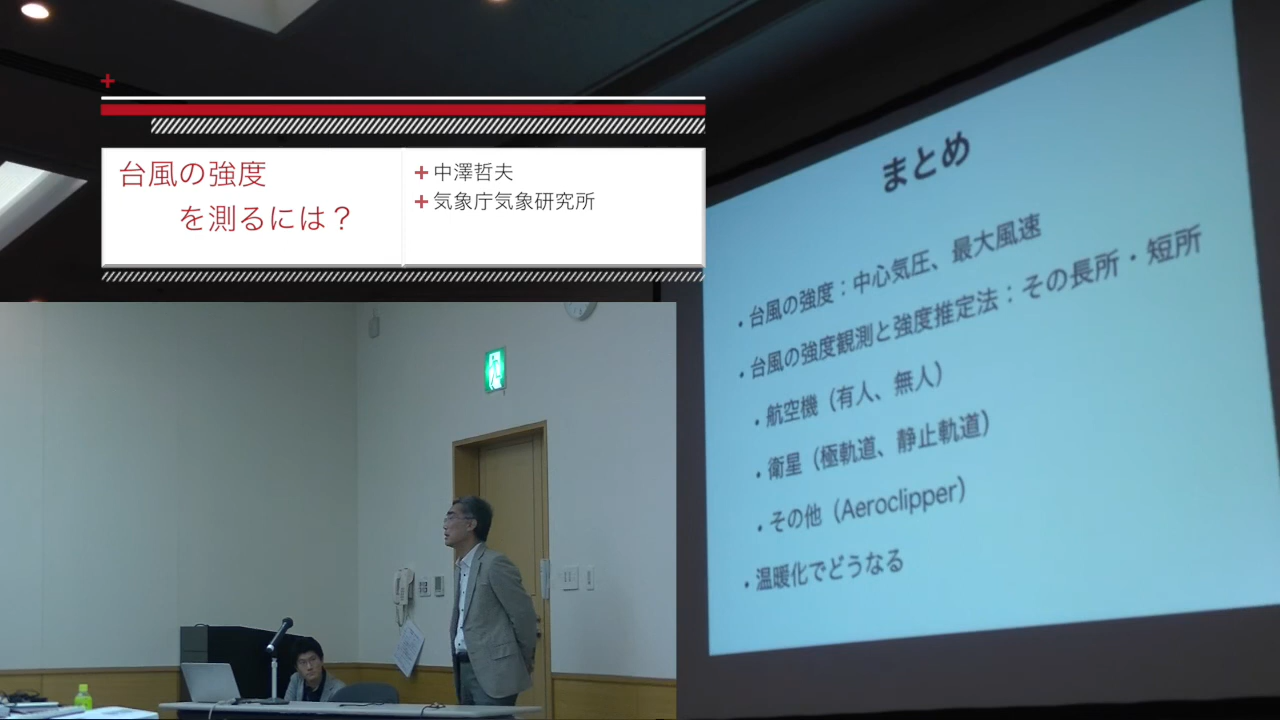 台風の強度
を測るには？
中澤哲夫
気象庁気象研究所
まとめ
・台風の強度：中心気圧、最大風速
・台風の強度観測と強度推定法：その長所・短所
・航空機（有人、無人）
・衛星（極軌道、静止軌道）
・その他（Aeroclipper）
・温暖化でどうなる